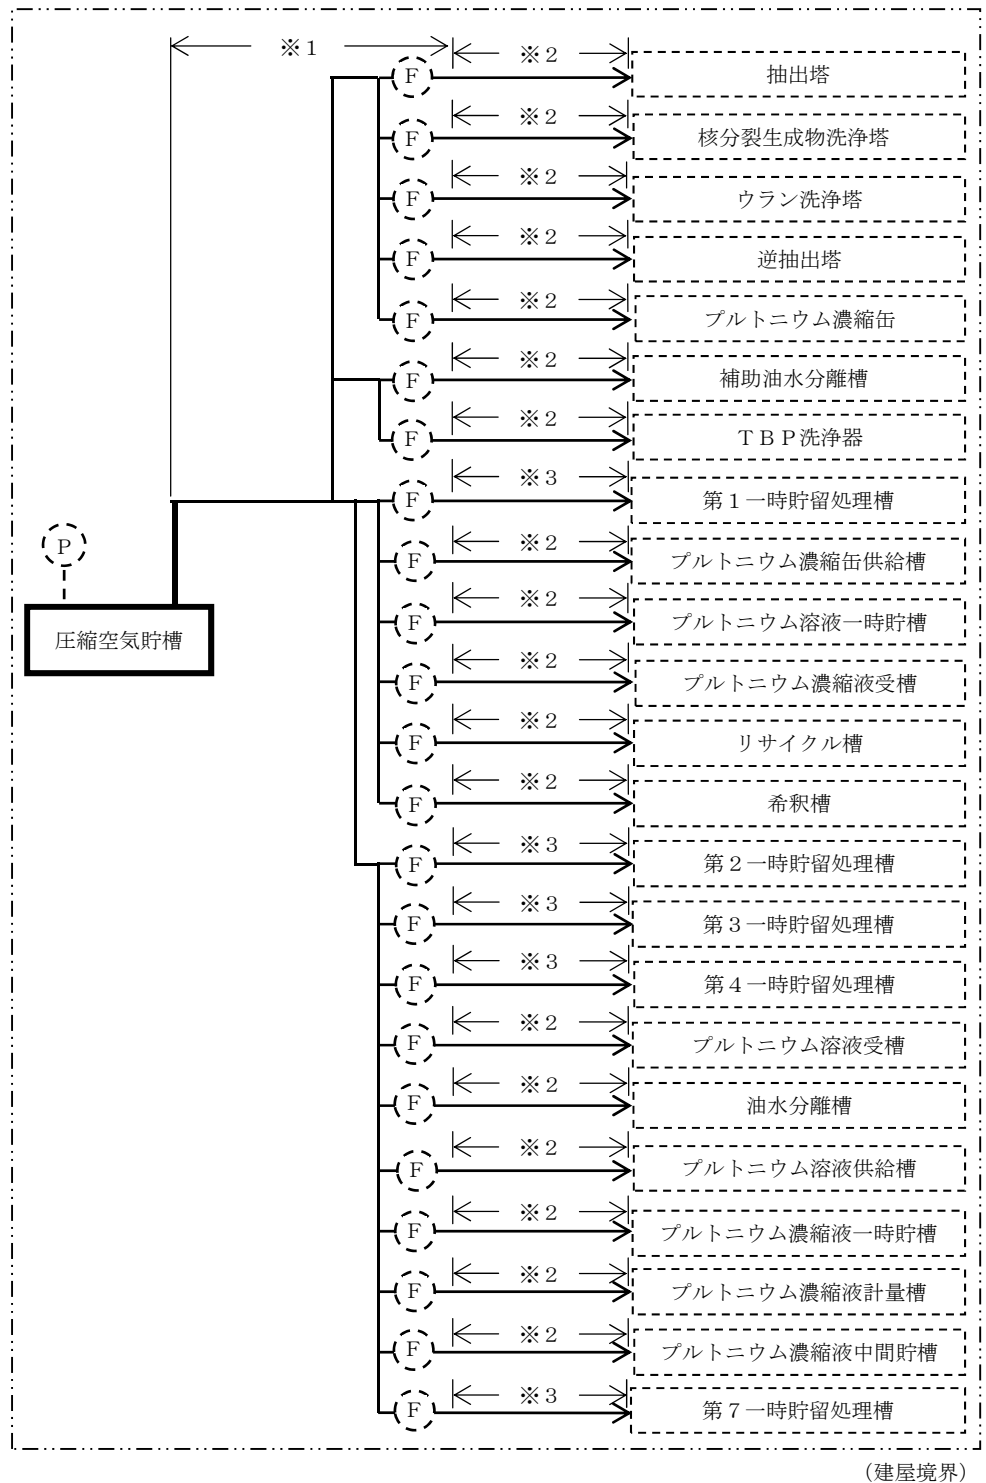 ※１
※２
Ｆ
抽出塔
※２
Ｆ
核分裂生成物洗浄塔
※２
Ｆ
ウラン洗浄塔
※２
Ｆ
逆抽出塔
※２
Ｆ
プルトニウム濃縮缶
※２
Ｆ
補助油水分離槽
※２
Ｆ
ＴＢＰ洗浄器
※３
Ｆ
第１一時貯留処理槽
Ｐ
圧縮空気貯槽
※２
Ｆ
プルトニウム濃縮缶供給槽
※２
Ｆ
プルトニウム溶液一時貯槽
※２
Ｆ
プルトニウム濃縮液受槽
※２
Ｆ
リサイクル槽
※２
Ｆ
希釈槽
※３
Ｆ
第２一時貯留処理槽
※３
Ｆ
第３一時貯留処理槽
※３
Ｆ
第４一時貯留処理槽
※２
Ｆ
プルトニウム溶液受槽
※２
Ｆ
油水分離槽
※２
Ｆ
プルトニウム溶液供給槽
※２
Ｆ
プルトニウム濃縮液一時貯槽
※２
Ｆ
プルトニウム濃縮液計量槽
※２
Ｆ
プルトニウム濃縮液中間貯槽
※３
Ｆ
第７一時貯留処理槽
（建屋境界）